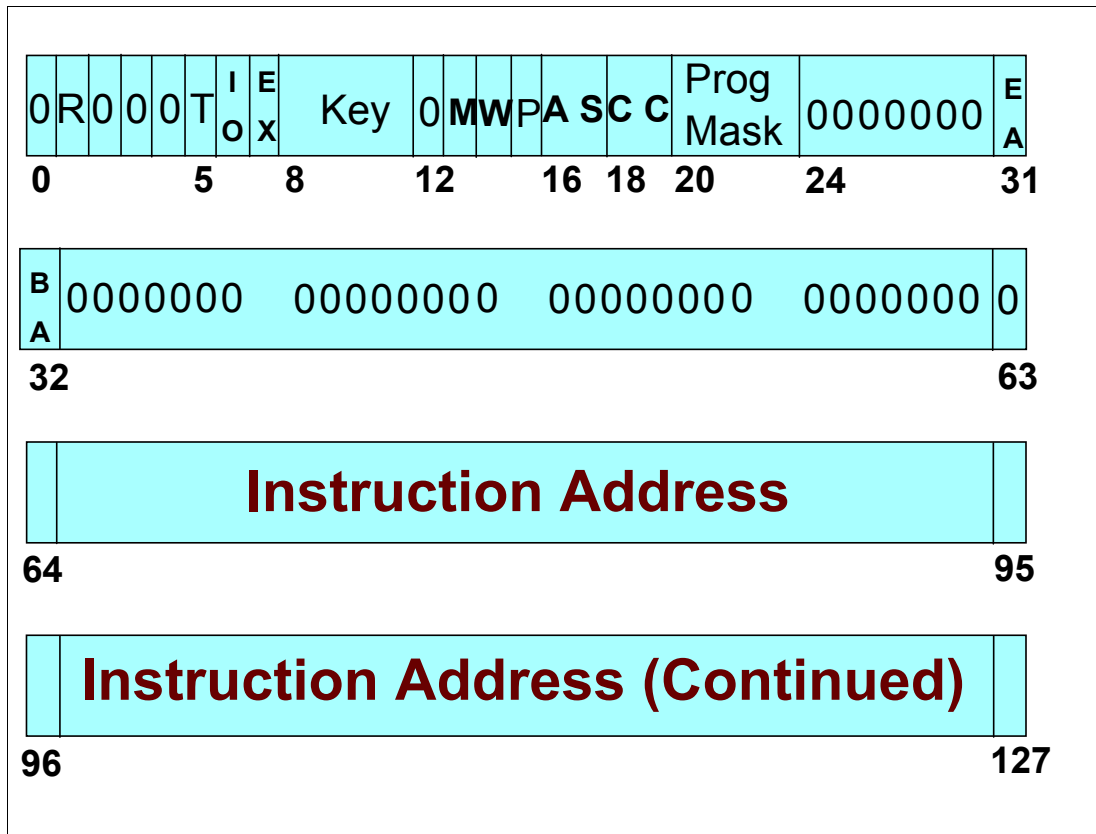 0 R 0 0 0 T I O E X Key 0 M W P A S C C Prog Mask 0000000 E A
0 5 8 12 16 18 20 24 31
B A 0000000 00000000 00000000 0000000 0
32 63
Instruction Address
64 95
Instruction Address (Continued)
96 127